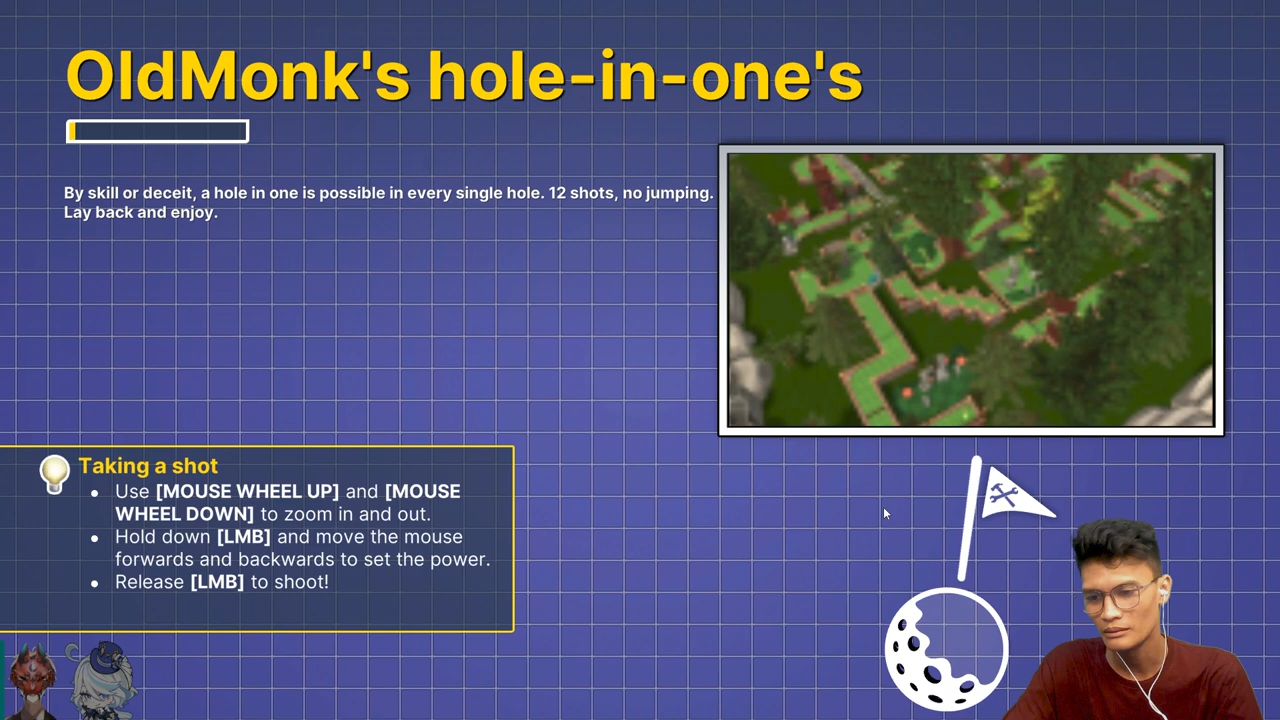 OldMonk's hole-in-one's
By skill or deceit, a hole in one is possible in every single hole. 12 shots, no jumping.
Lay back and enjoy.
Taking a shot
• Use [MOUSE WHEEL UP] and [MOUSE
WHEEL DOWN] to zoom in and out.
• Hold down [LMB] and move the mouse
forwards and backwards to set the power.
• Release [LMB] to shoot!